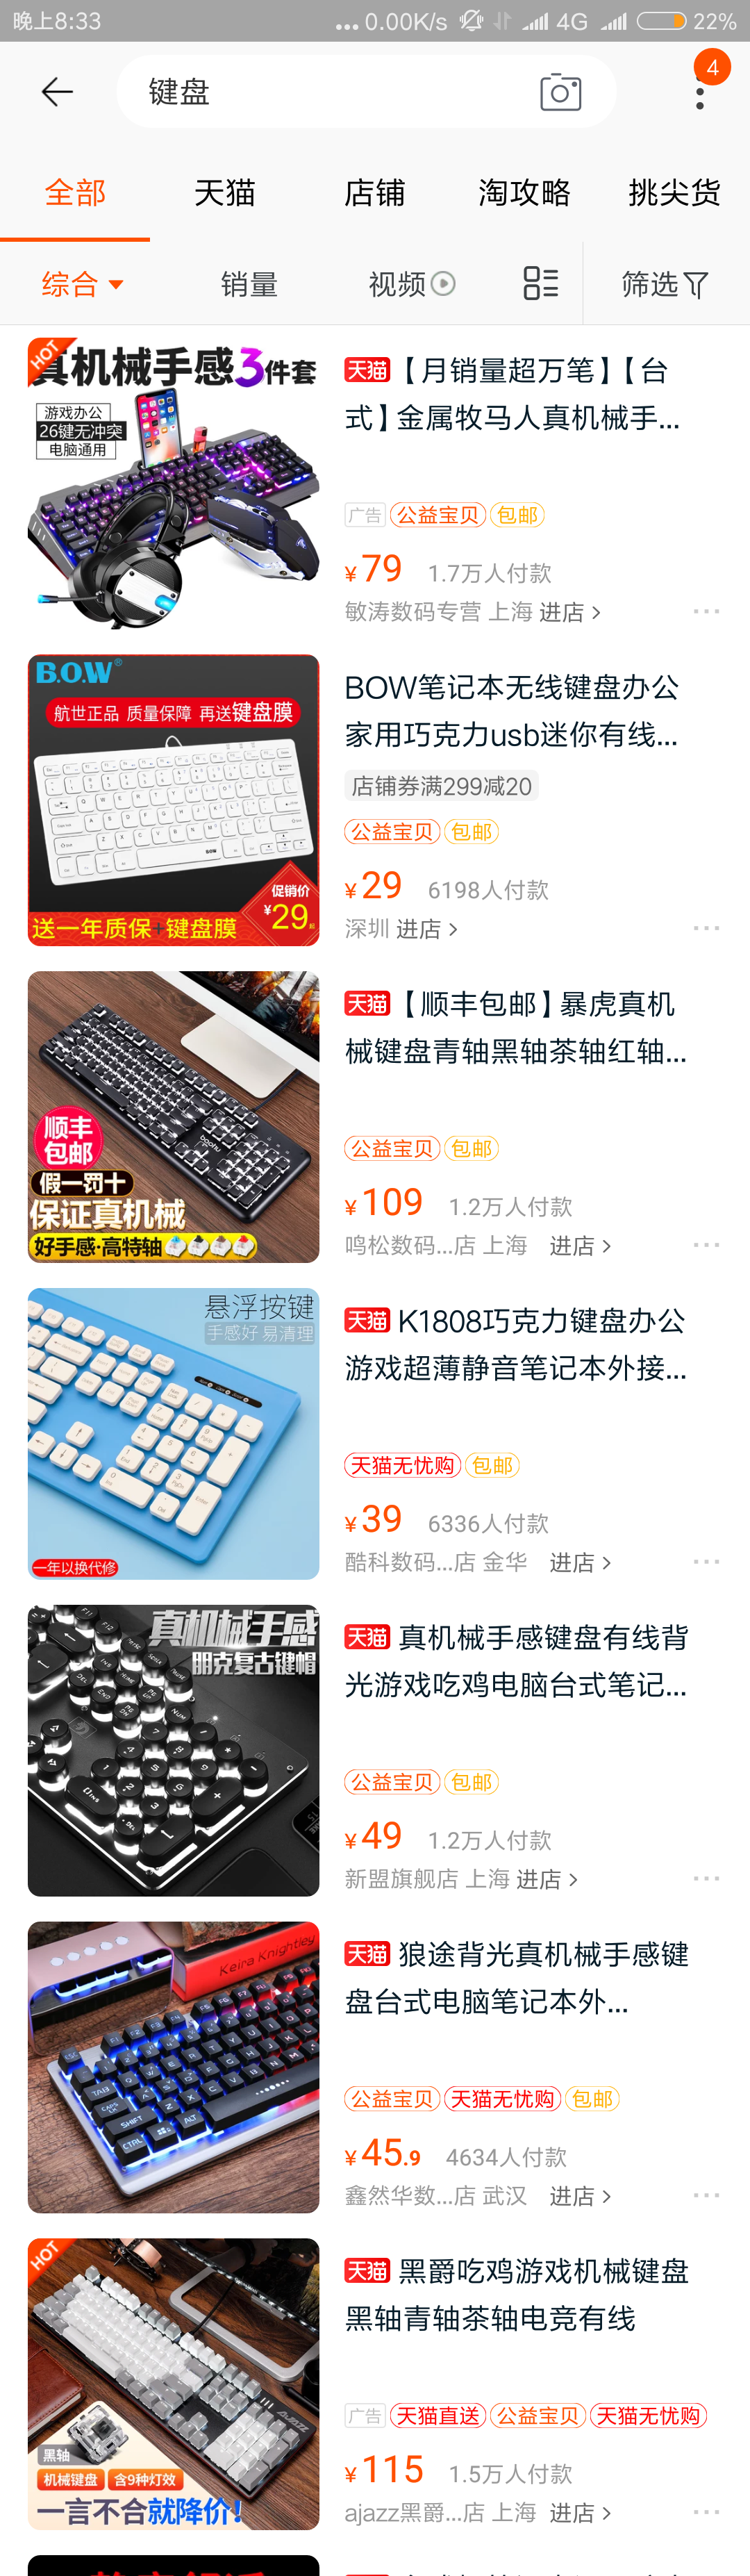 晚上8:33
... 0.00K/s 4G 22%
键盘
4
全部 天猫 店铺 淘攻略 挑尖货
综合 销量 视频 筛选
HOT
真机械手感3件套
游戏办公
26键无冲突
电脑通用
天猫【月销量超万笔】【台
式】金属牧马人真机械手...
广告 公益宝贝 包邮
¥79 1.7万人付款
敏涛数码专营 上海 进店 >
B.O.W®
航世正品 质量保障 再送键盘膜
BOW
促销价
¥29起
送一年质保+键盘膜
BOW笔记本无线键盘办公
家用巧克力usb迷你有线...
店铺券满299减20
公益宝贝 包邮
¥29 6198人付款
深圳 进店 >
baohu
顺丰
包邮
假一罚十
保证真机械
好手感·高特轴
天猫【顺丰包邮】暴虎真机
械键盘青轴黑轴茶轴红轴...
公益宝贝 包邮
¥109 1.2万人付款
鸣松数码...店 上海 进店 >
悬浮按键
手感好 易清理
一年以换代修
天猫 K1808巧克力键盘办公
游戏超薄静音笔记本外接...
天猫无忧购 包邮
¥39 6336人付款
酷科数码...店 金华 进店 >
真机械手感
朋克复古键帽
天猫 真机械手感键盘有线背
光游戏吃鸡电脑台式笔记...
公益宝贝 包邮
¥49 1.2万人付款
新盟旗舰店 上海 进店 >
Keira Knightley
天猫 狼途背光真机械手感键
盘台式电脑笔记本外...
公益宝贝 天猫无忧购 包邮
¥45.9 4634人付款
鑫然华数...店 武汉 进店 >
HOT
AJAZZ
黑轴
机械键盘 含9种灯效
一言不合就降价!
天猫 黑爵吃鸡游戏机械键盘
黑轴青轴茶轴电竞有线
广告 天猫直送 公益宝贝 天猫无忧购
¥115 1.5万人付款
ajazz黑爵...店 上海 进店 >